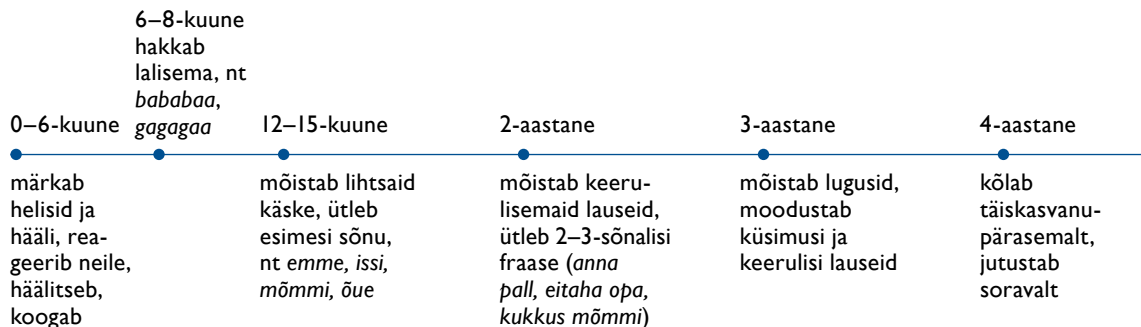 0–6-kuune
märkab
helisid ja
hääli, rea-
geerib neile,
häälitseb,
koogab
6–8-kuune
hakkab
lalisema, nt
bababaa,
gagagaa
12–15-kuune
mõistab lihtsaid
käske, ütleb
esimesi sõnu,
nt emme, issi,
mõmmi, õue
2-aastane
mõistab keeru-
lisemaid lauseid,
ütleb 2–3-sõnalisi
fraase (anna
pall, eitaha opa,
kukkus mõmmi)
3-aastane
mõistab lugusid,
moodustab
küsimusi ja
keerulisi lauseid
4-aastane
kõlab
täiskasvanu-
pärasemalt,
jutustab
soravalt